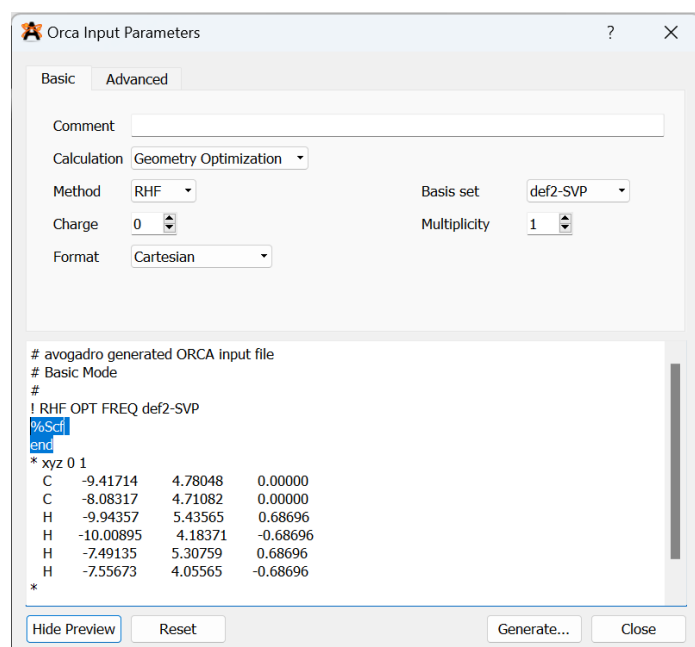 Orca Input Parameters ?
Basic Advanced
Comment
Calculation Geometry Optimization
Method RHF Basis set def2-SVP
Charge 0 Multiplicity 1
Format Cartesian
# avogadro generated ORCA input file
# Basic Mode
#
! RHF OPT FREQ def2-SVP
%Scf
end
* xyz 0 1
C -9.41714 4.78048 0.00000
C -8.08317 4.71082 0.00000
H -9.94357 5.43565 0.68696
H -10.00895 4.18371 -0.68696
H -7.49135 5.30759 0.68696
H -7.55673 4.05565 -0.68696
*
Hide Preview Reset Generate... Close